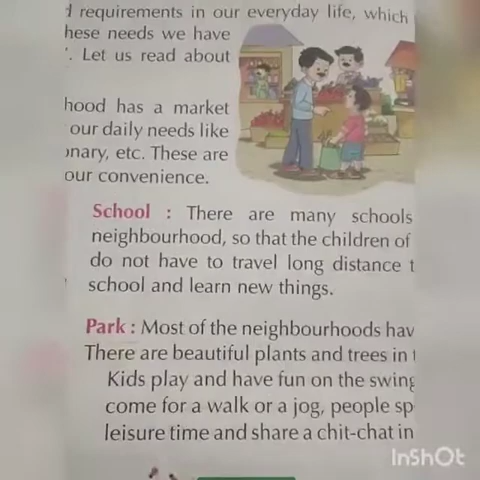 requirements in our everyday life, which
hese needs we have
. Let us read about
hood has a market
our daily needs like
onary, etc. These are
our convenience.
School : There are many schools
neighbourhood, so that the children of
do not have to travel long distance t
school and learn new things.
Park : Most of the neighbourhoods hav
There are beautiful plants and trees in t
Kids play and have fun on the swing
come for a walk or a jog, people sp
leisure time and share a chit-chat in
InShOt